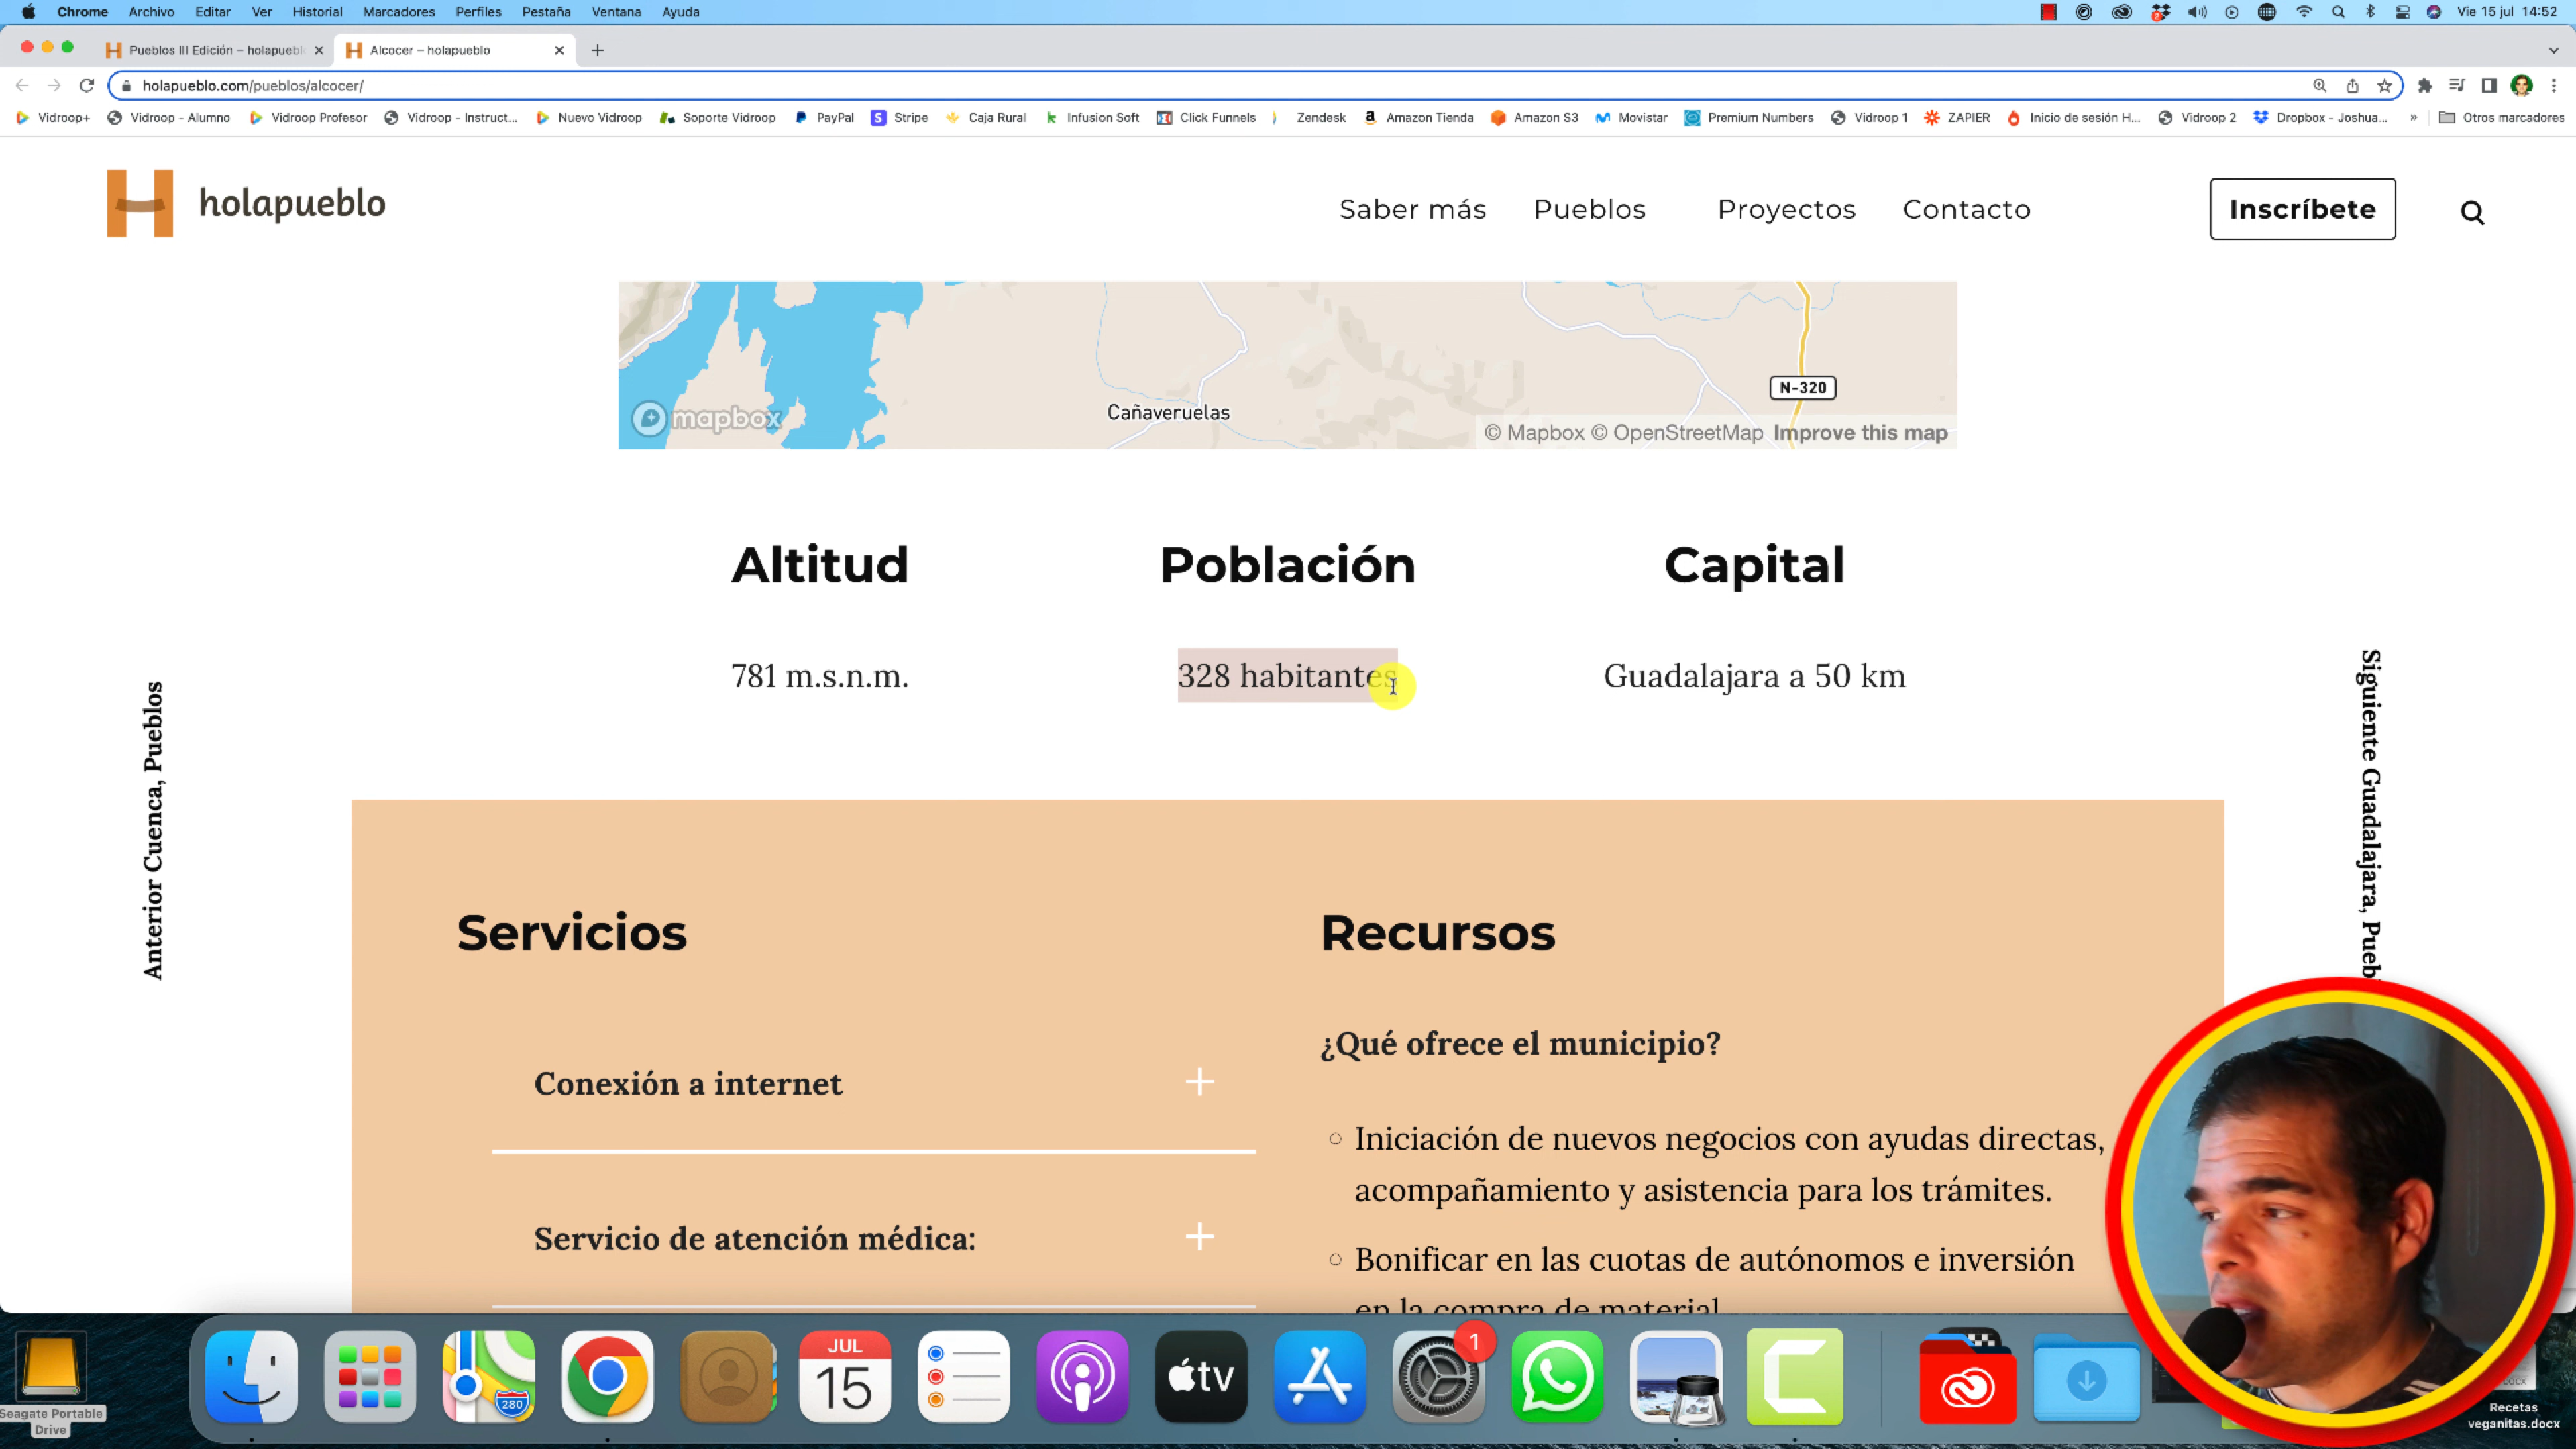 Chrome Archivo Editar Ver Historial Marcadores Perfiles Pestaña Ventana Ayuda
Vie 15 jul 14:52
Pueblos III Edición – holapuebl
Alcocer – holapueblo
holapueblo.com/pueblos/alcocer/
Vidroop+ Vidroop - Alumno Vidroop Profesor Vidroop - Instruct... Nuevo Vidroop Soporte Vidroop PayPal Stripe Caja Rural Infusion Soft Click Funnels Zendesk Amazon Tienda Amazon S3 Movistar Premium Numbers Vidroop 1 ZAPIER Inicio de sesión H... Vidroop 2 Dropbox - Joshua... » Otros marcadores
holapueblo
Saber más Pueblos Proyectos Contacto Inscríbete
N-320
Cañaveruelas
mapbox
© Mapbox © OpenStreetMap Improve this map
Altitud
781 m.s.n.m.
Población
328 habitantes
Capital
Guadalajara a 50 km
Anterior Cuenca, Pueblos
Siguiente Guadalajara, Pueb
Servicios
Conexión a internet
Servicio de atención médica:
Recursos
¿Qué ofrece el municipio?
Iniciación de nuevos negocios con ayudas directas,
acompañamiento y asistencia para los trámites.
Bonificar en las cuotas de autónomos e inversión
en la compra de material
Seagate Portable
Drive
280
JUL
15
tv
1
Recetas
veganitas.docx